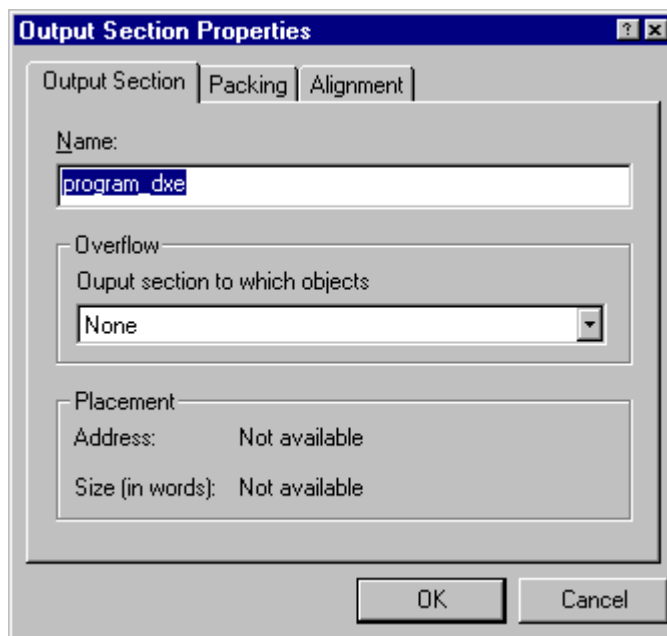 Output Section Properties
Output Section Packing Alignment
Name:
program_dxe
Overflow
Ouput section to which objects
None
Placement
Address: Not available
Size (in words): Not available
OK Cancel